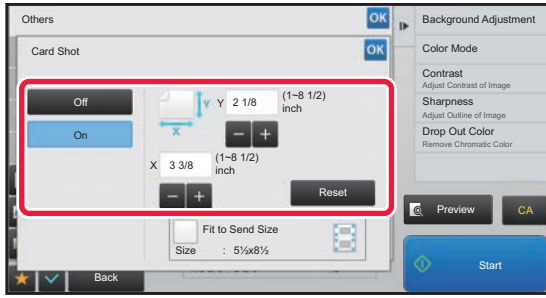 Others
OK
Card Shot
OK
Off
On
Y
X
Y 2 1/8 (1~8 1/2)
inch
X 3 3/8 (1~8 1/2)
inch
Reset
Fit to Send Size
Size : 5½x8½
Back
Background Adjustment
Color Mode
Contrast
Adjust Contrast of Image
Sharpness
Adjust Outline of Image
Drop Out Color
Remove Chromatic Color
Preview
CA
Start